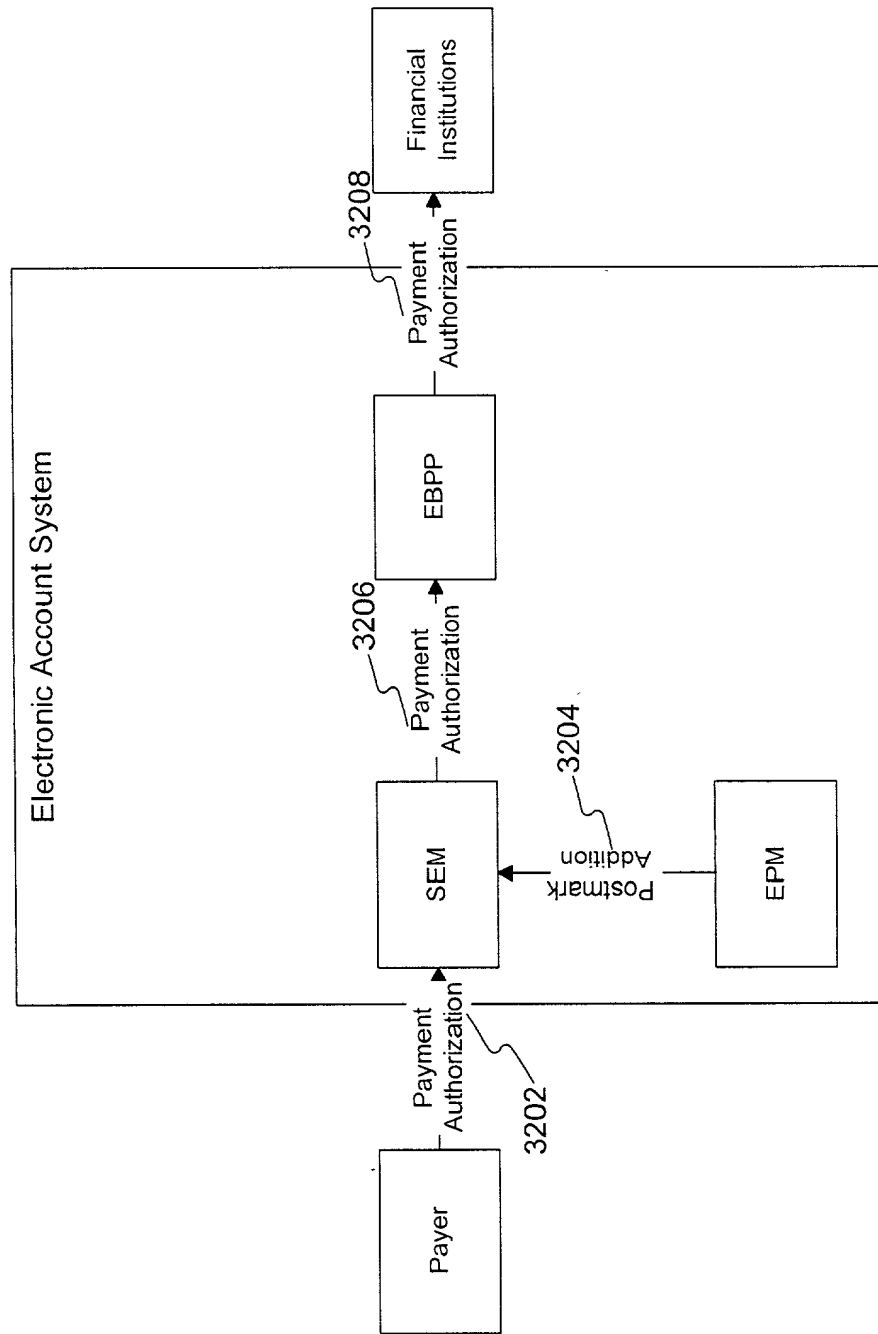 Electronic Account System
Payer
Payment
Authorization
3202
SEM
Postmark
Addition
3204
EPM
Payment
Authorization
3206
EBPP
Payment
Authorization
3208
Financial
Institutions